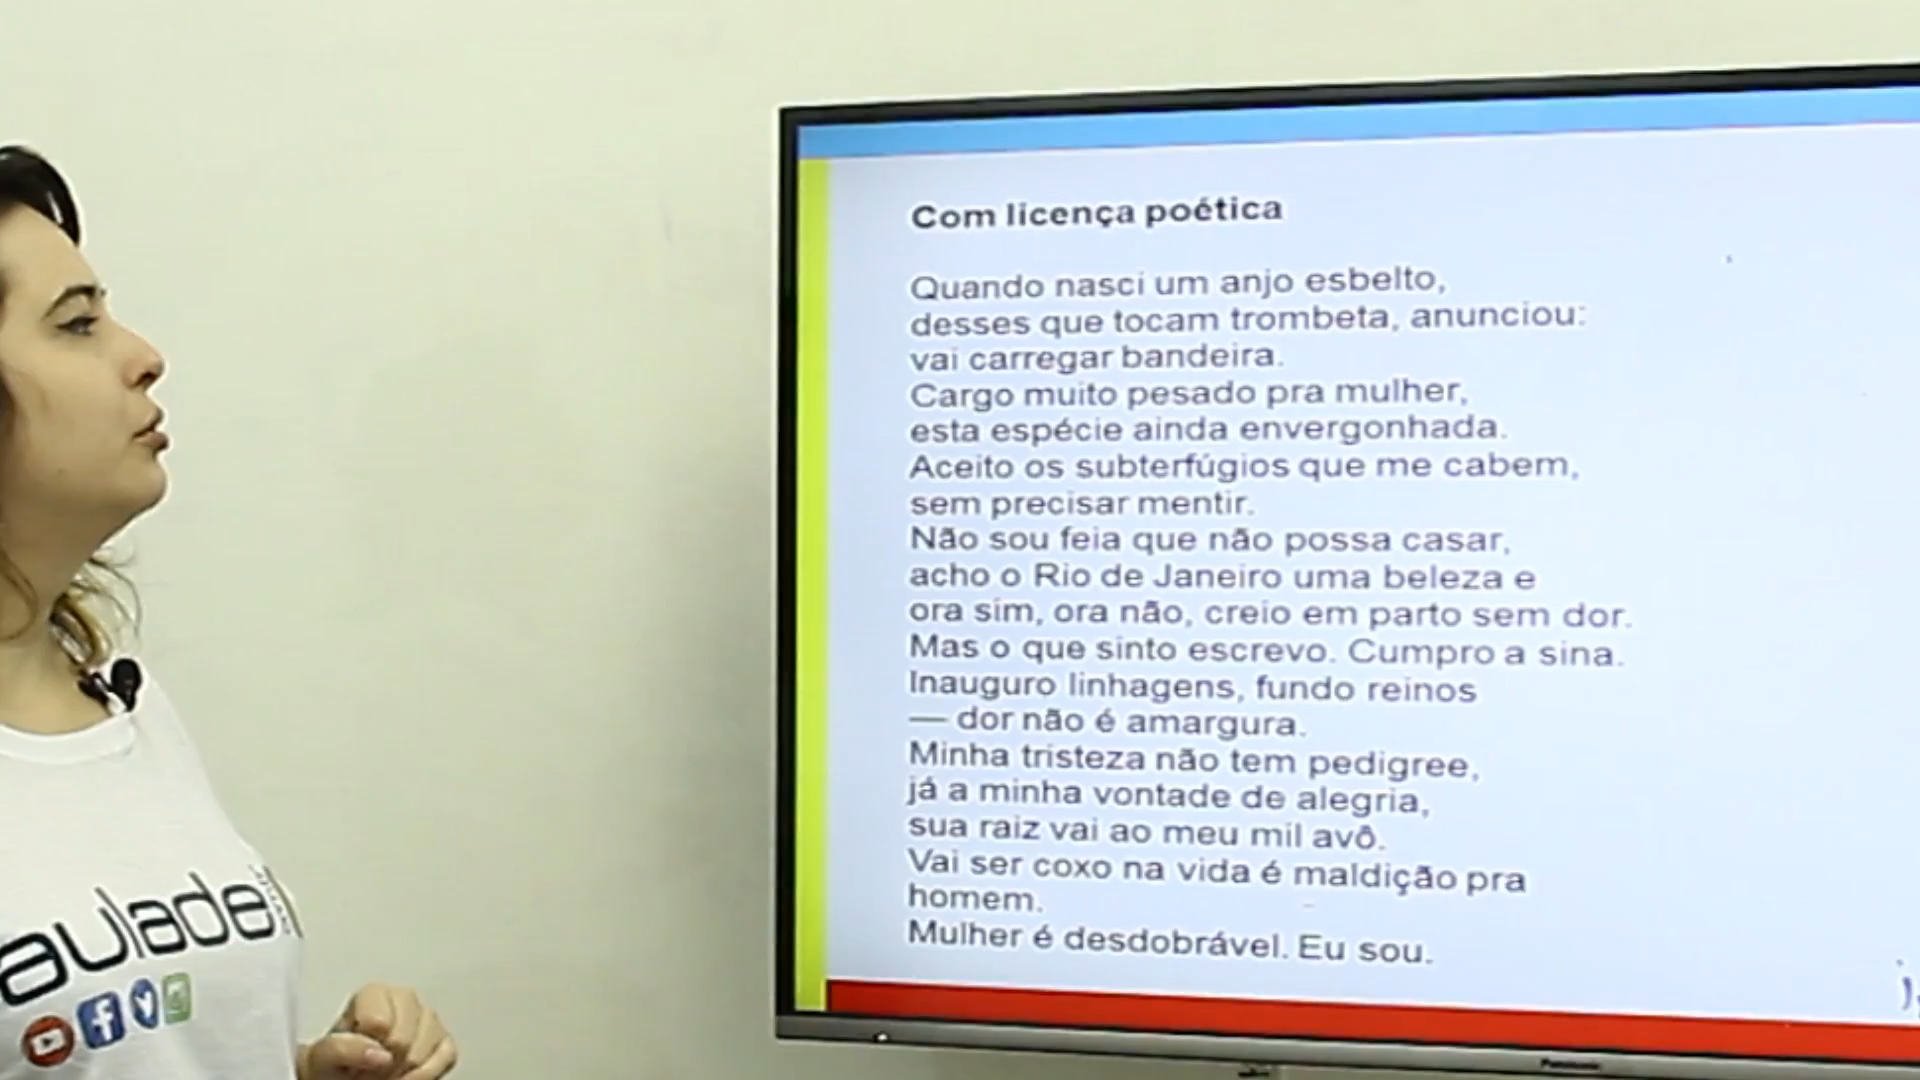 Com licença poética
Quando nasci um anjo esbelto,
desses que tocam trombeta, anunciou:
vai carregar bandeira.
Cargo muito pesado pra mulher,
esta espécie ainda envergonhada.
Aceito os subterfúgios que me cabem,
sem precisar mentir.
Não sou feia que não possa casar,
acho o Rio de Janeiro uma beleza e
ora sim, ora não, creio em parto sem dor.
Mas o que sinto escrevo. Cumpro a sina.
Inauguro linhagens, fundo reinos
— dor não é amargura.
Minha tristeza não tem pedigree,
já a minha vontade de alegria,
sua raiz vai ao meu mil avô.
Vai ser coxo na vida é maldição pra
homem.
Mulher é desdobrável. Eu sou.
aulade
Panasonic